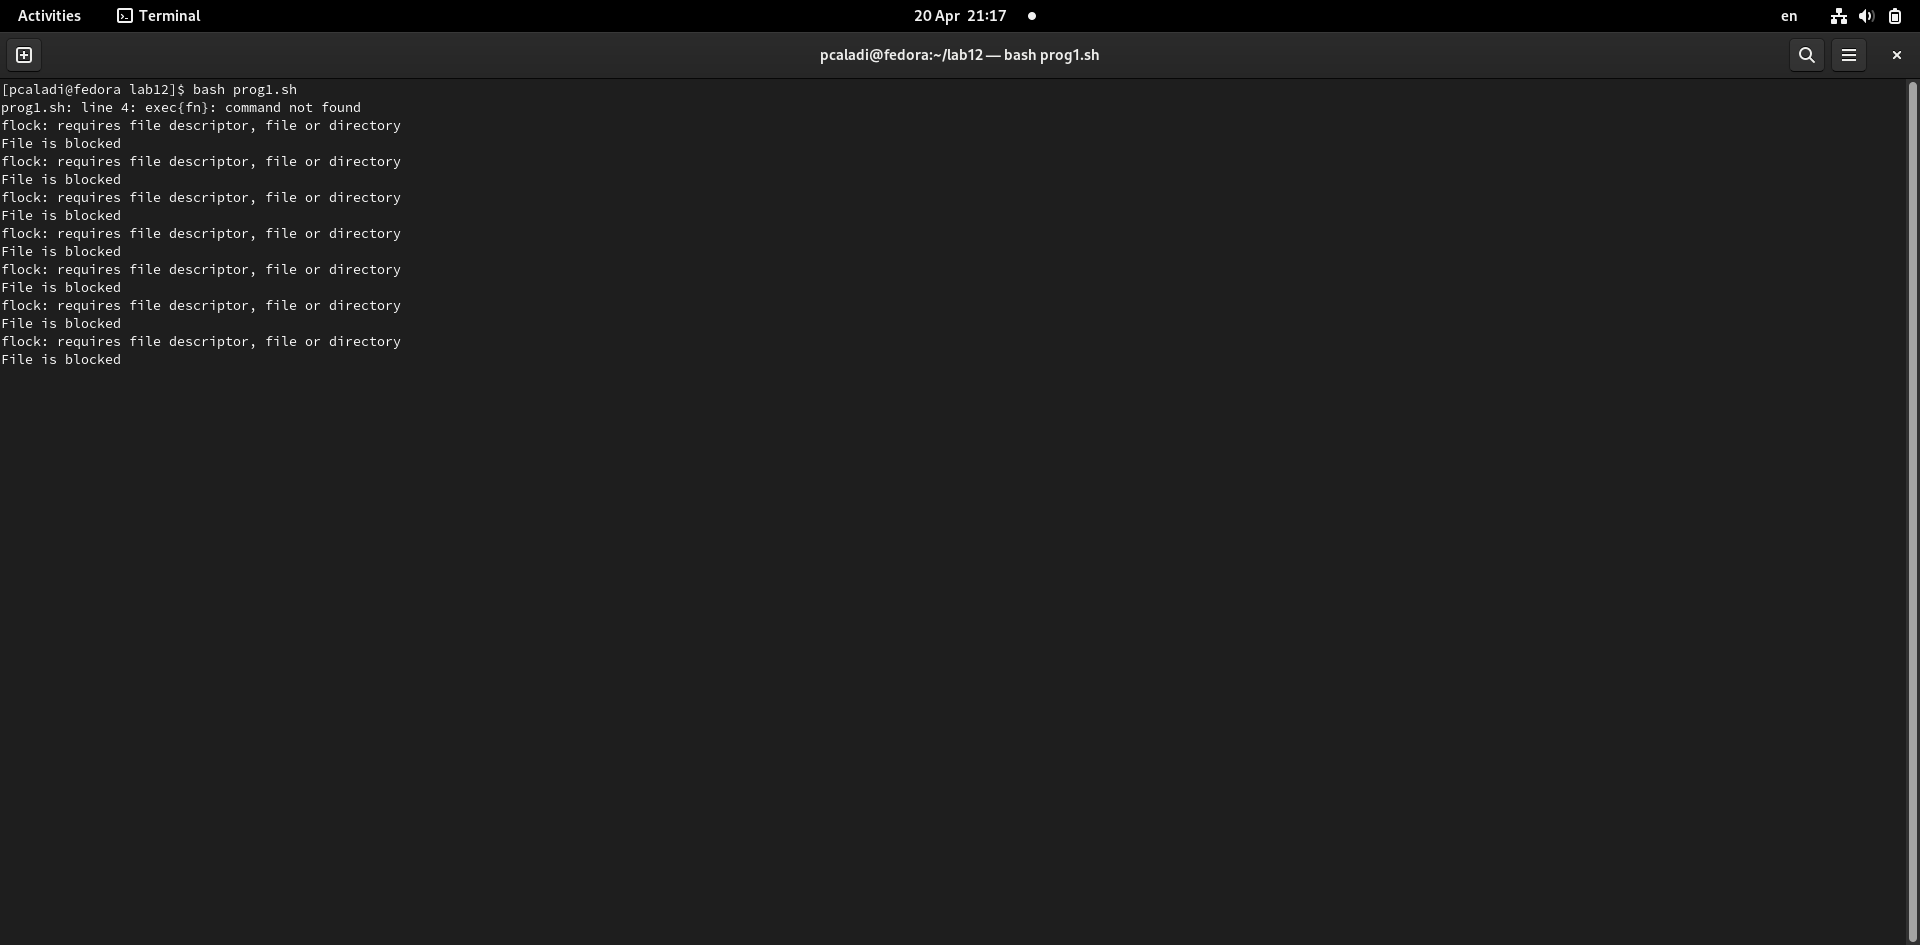 Activities Terminal 20 Apr 21:17 en
pcaladi@fedora:~/lab12 — bash prog1.sh
[pcaladi@fedora lab12]$ bash prog1.sh
prog1.sh: line 4: exec{fn}: command not found
flock: requires file descriptor, file or directory
File is blocked
flock: requires file descriptor, file or directory
File is blocked
flock: requires file descriptor, file or directory
File is blocked
flock: requires file descriptor, file or directory
File is blocked
flock: requires file descriptor, file or directory
File is blocked
flock: requires file descriptor, file or directory
File is blocked
flock: requires file descriptor, file or directory
File is blocked